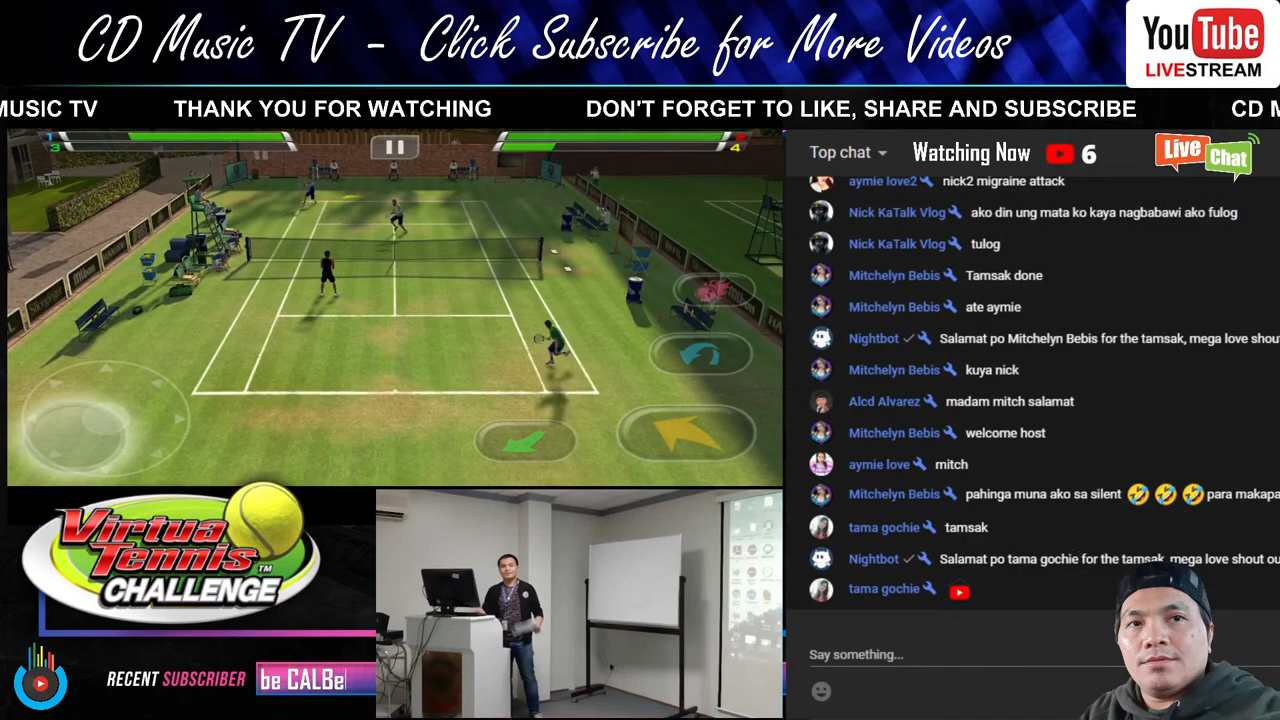 CD Music TV - Click Subscribe for More Videos
YouTube
LIVESTREAM
MUSIC TV THANK YOU FOR WATCHING DON'T FORGET TO LIKE, SHARE AND SUBSCRIBE CD M
1
3
4
Top chat Watching Now 6 Live Chat
aymie love2 nick2 migraine attack
Nick KaTalk Vlog ako din ung mata ko kaya nagbabawi ako fulog
Nick KaTalk Vlog tulog
Mitchelyn Bebis Tamsak done
Mitchelyn Bebis ate aymie
Nightbot Salamat po Mitchelyn Bebis for the tamsak, mega love shout
Mitchelyn Bebis kuya nick
Alcd Alvarez madam mitch salamat
Mitchelyn Bebis welcome host
aymie love mitch
Mitchelyn Bebis pahinga muna ako sa silent 🤣 🤣 🤣 para makapa
tama gochie tamsak
Nightbot Salamat po tama gochie for the tamsak, mega love shout ou
tama gochie
Say something...
Virtua Tennis™
CHALLENGE
RECENT SUBSCRIBER be CALBe